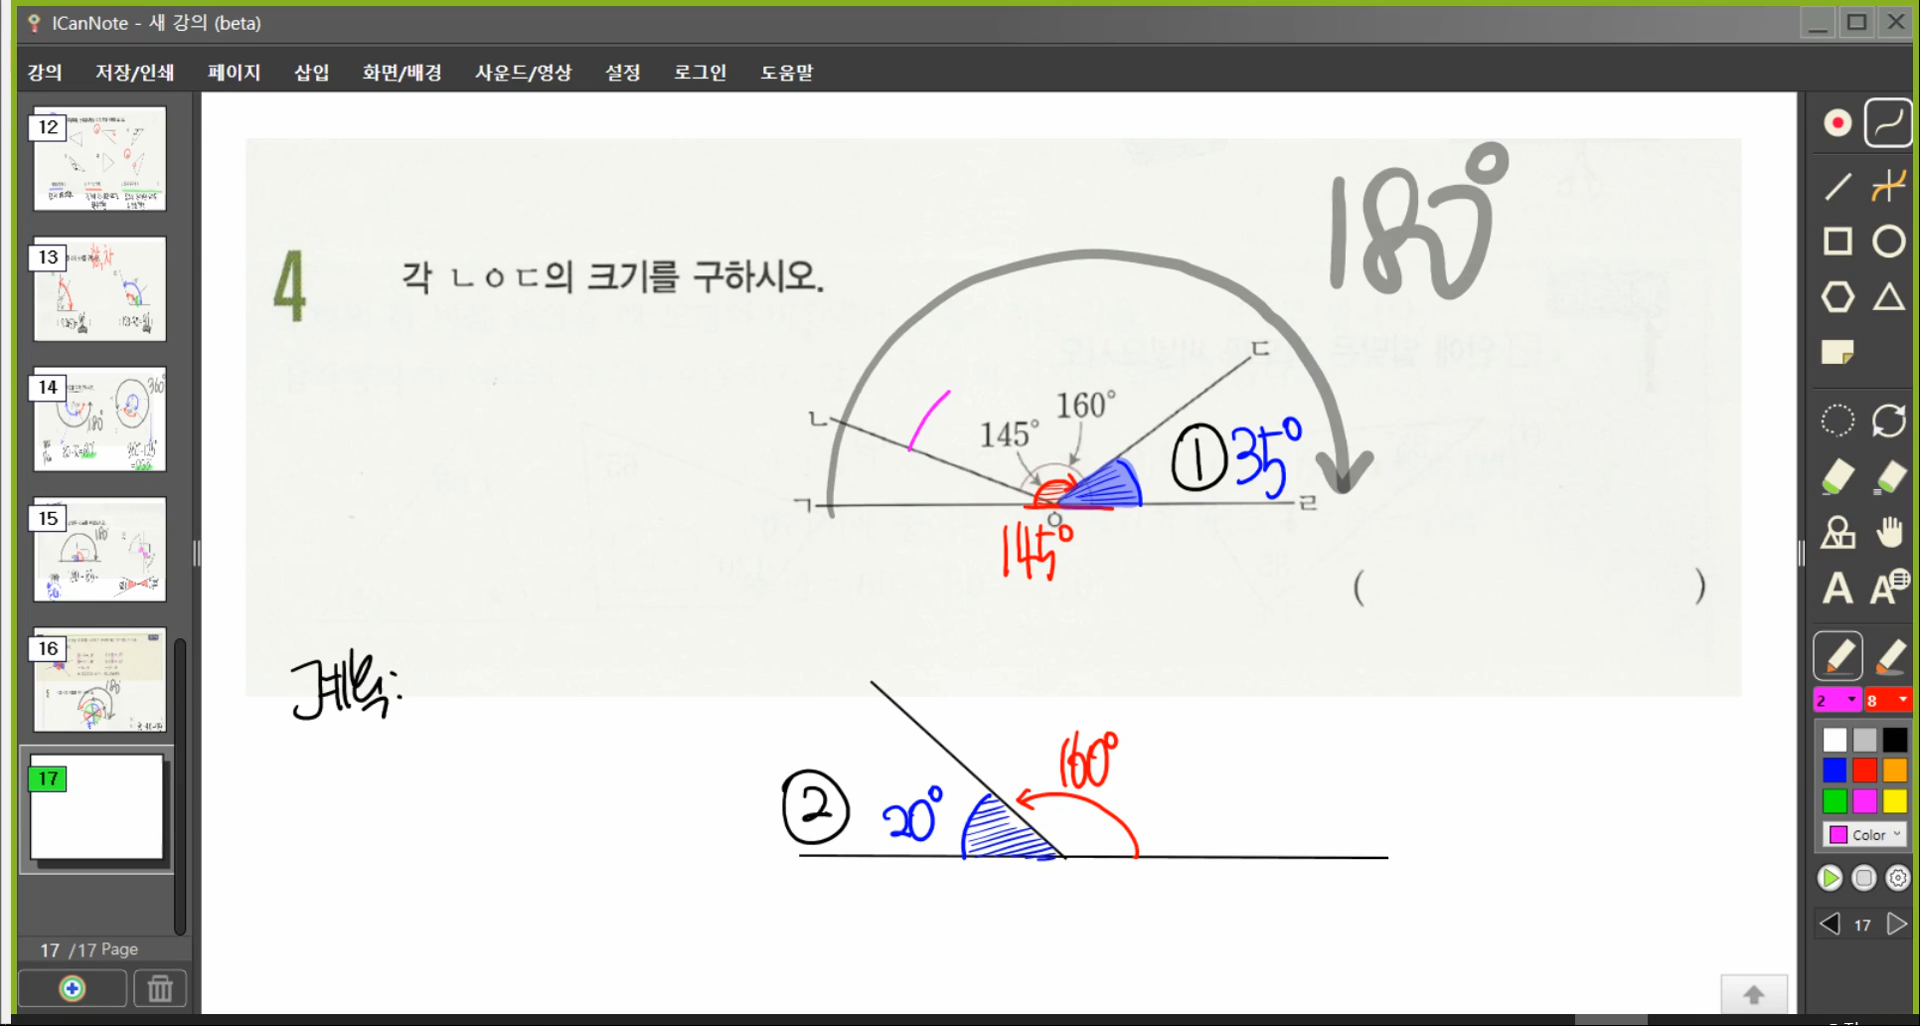 ICanNote - 새 강의 (beta)
강의 저장/인쇄 페이지 삽입 화면/배경 사운드/영상 설정 로그인 도움말
12
13
14
15
16
17
17 /17 Page
4 각 ㄴㅇㄷ의 크기를 구하시오.
180°
ㄷ
160°
ㄴ
145°
① 35°
ㄱ
ㄹ
ㅇ
145°
( )
160°
② 20°
2
8
Color
17